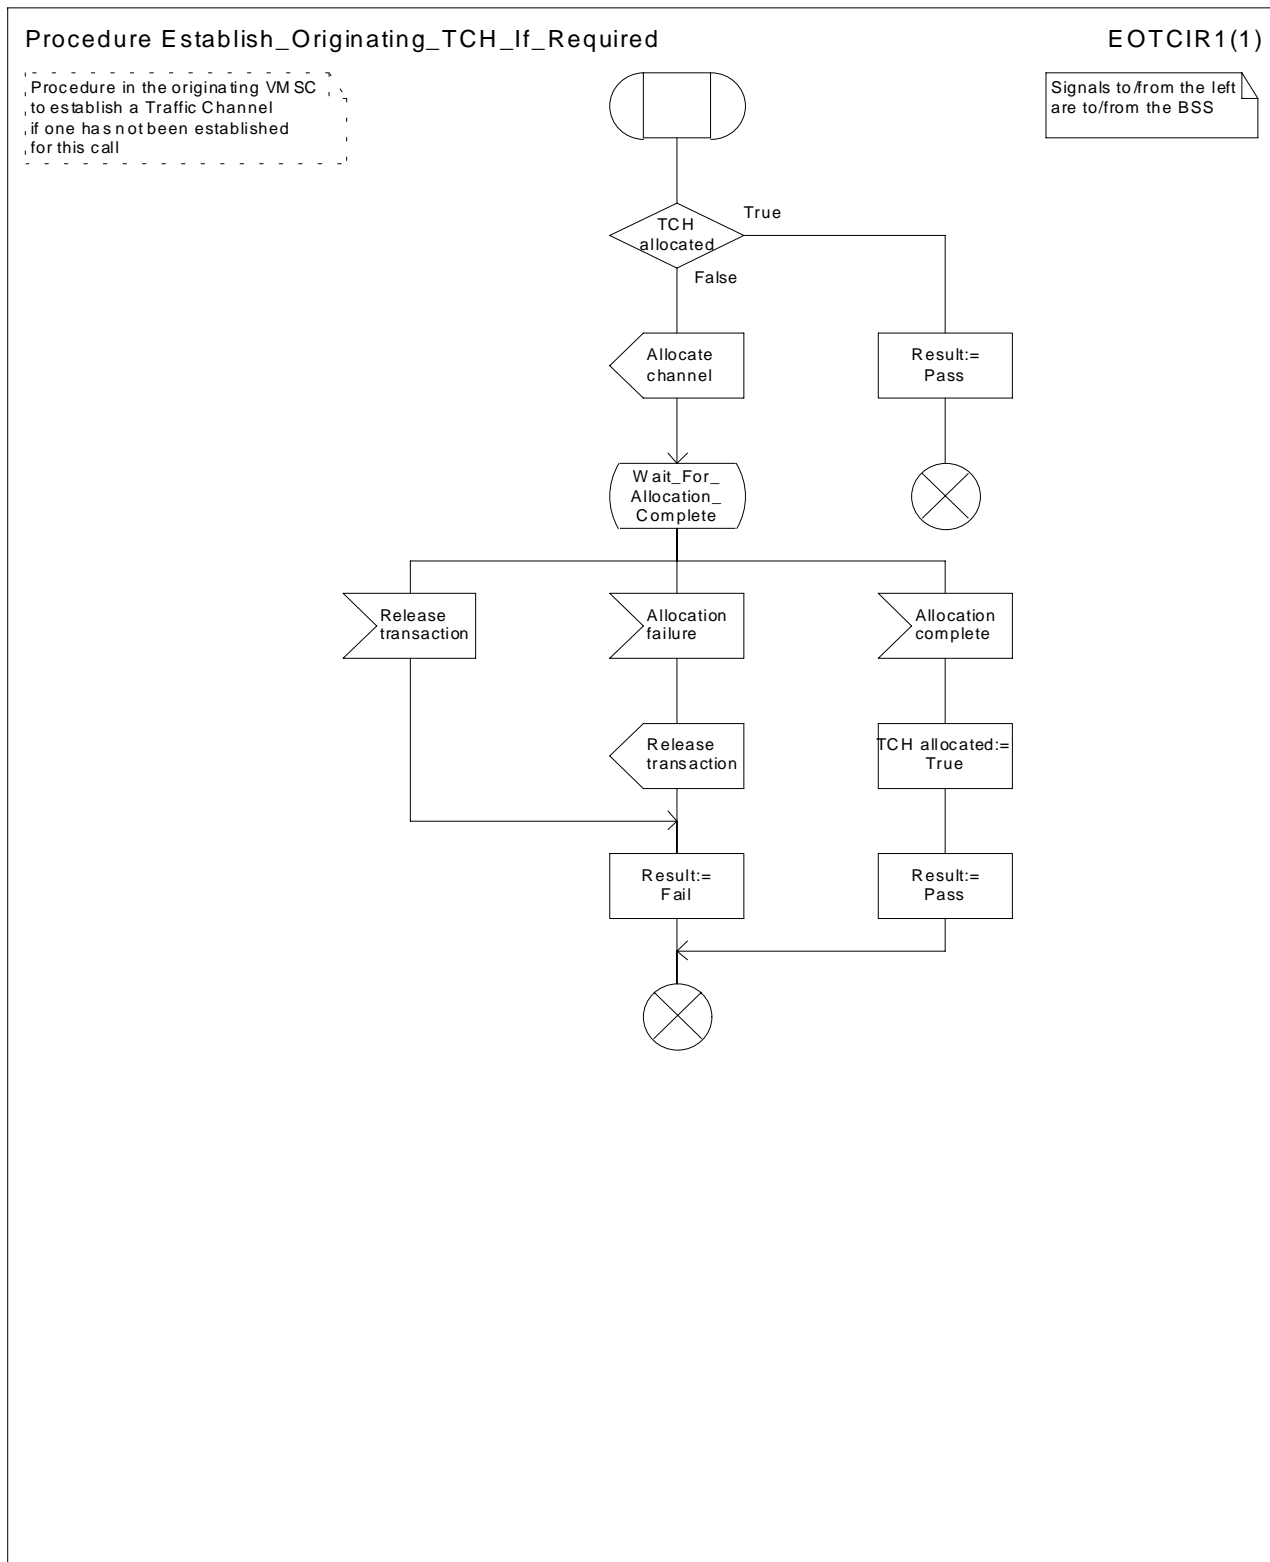 Procedure Establish_Originating_TCH_If_Required
EOTCIR1(1)
Procedure in the originating VMSC
to establish a Traffic Channel
if one has not been established
for this call
Signals to/from the left
are to/from the BSS
TCH
allocated
True
False
Allocate
channel
Result:=
Pass
Wait_For_
Allocation_
Complete
Release
transaction
Allocation
failure
Allocation
complete
Release
transaction
TCH allocated:=
True
Result:=
Fail
Result:=
Pass